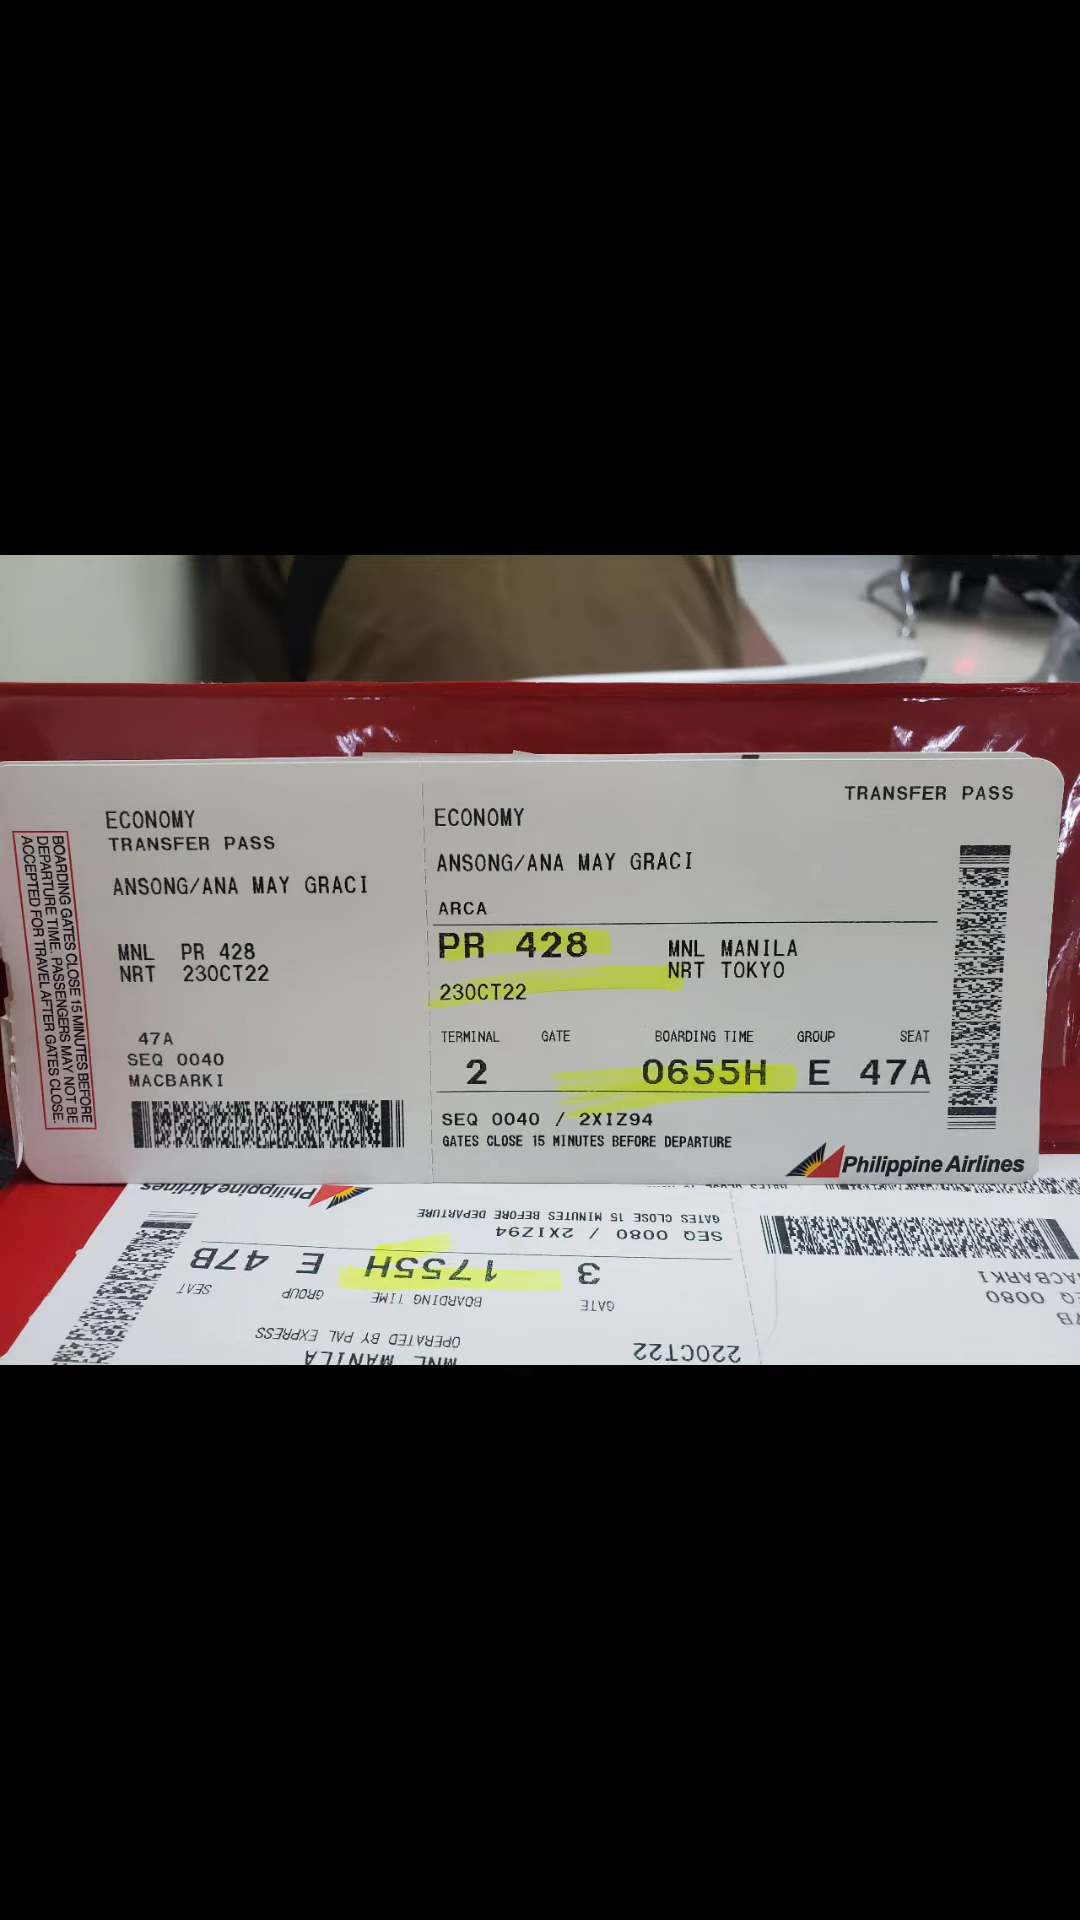 BOARDING GATES CLOSE 15 MINUTES BEFORE
DEPARTURE TIME. PASSENGERS MAY NOT BE
ACCEPTED FOR TRAVEL AFTER GATES CLOSE.
ECONOMY
TRANSFER PASS
ANSONG/ANA MAY GRACI
MNL PR 428
NRT 23OCT22
47A
SEQ 0040
MACBARKI
TRANSFER PASS
ECONOMY
ANSONG/ANA MAY GRACI
ARCA
PR 428 MNL MANILA
NRT TOKYO
23OCT22
TERMINAL GATE BOARDING TIME GROUP SEAT
2 0655H E 47A
SEQ 0040 / 2XIZ94
GATES CLOSE 15 MINUTES BEFORE DEPARTURE
Philippine Airlines
22OCT22 MNL MANILA
OPERATED BY PAL EXPRESS
GATE BOARDING TIME GROUP SEAT
3 1755H E 47B
SEQ 0080 / 2XIZ94
GATES CLOSE 15 MINUTES BEFORE DEPARTURE
Philippine Airlines
7B
EQ 0080
ACBARKI